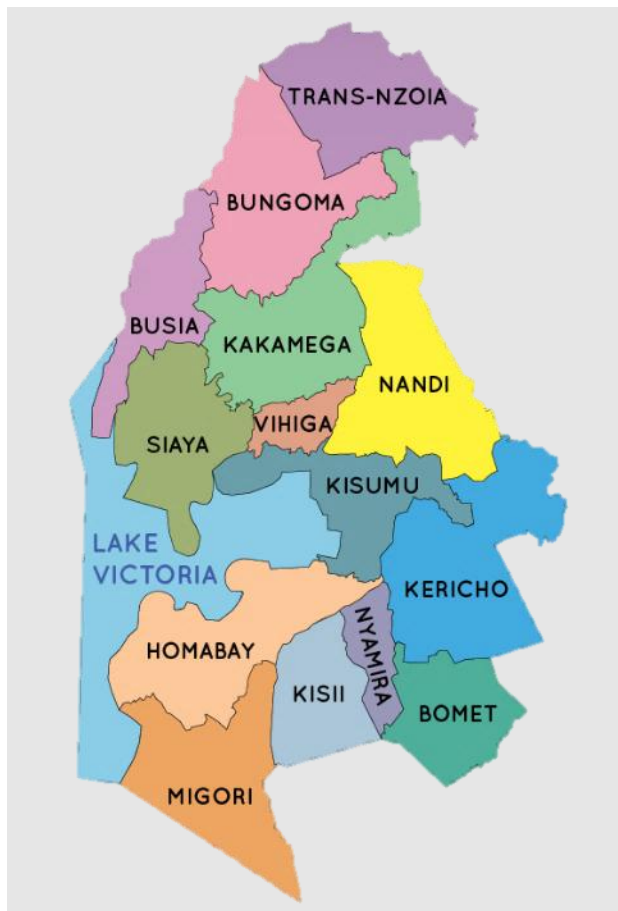 TRANS-NZOIA
BUNGOMA
BUSIA
KAKAMEGA
NANDI
VIHIGA
SIAYA
KISUMU
LAKE
VICTORIA
KERICHO
NYAMIRA
HOMABAY
KISII
BOMET
MIGORI